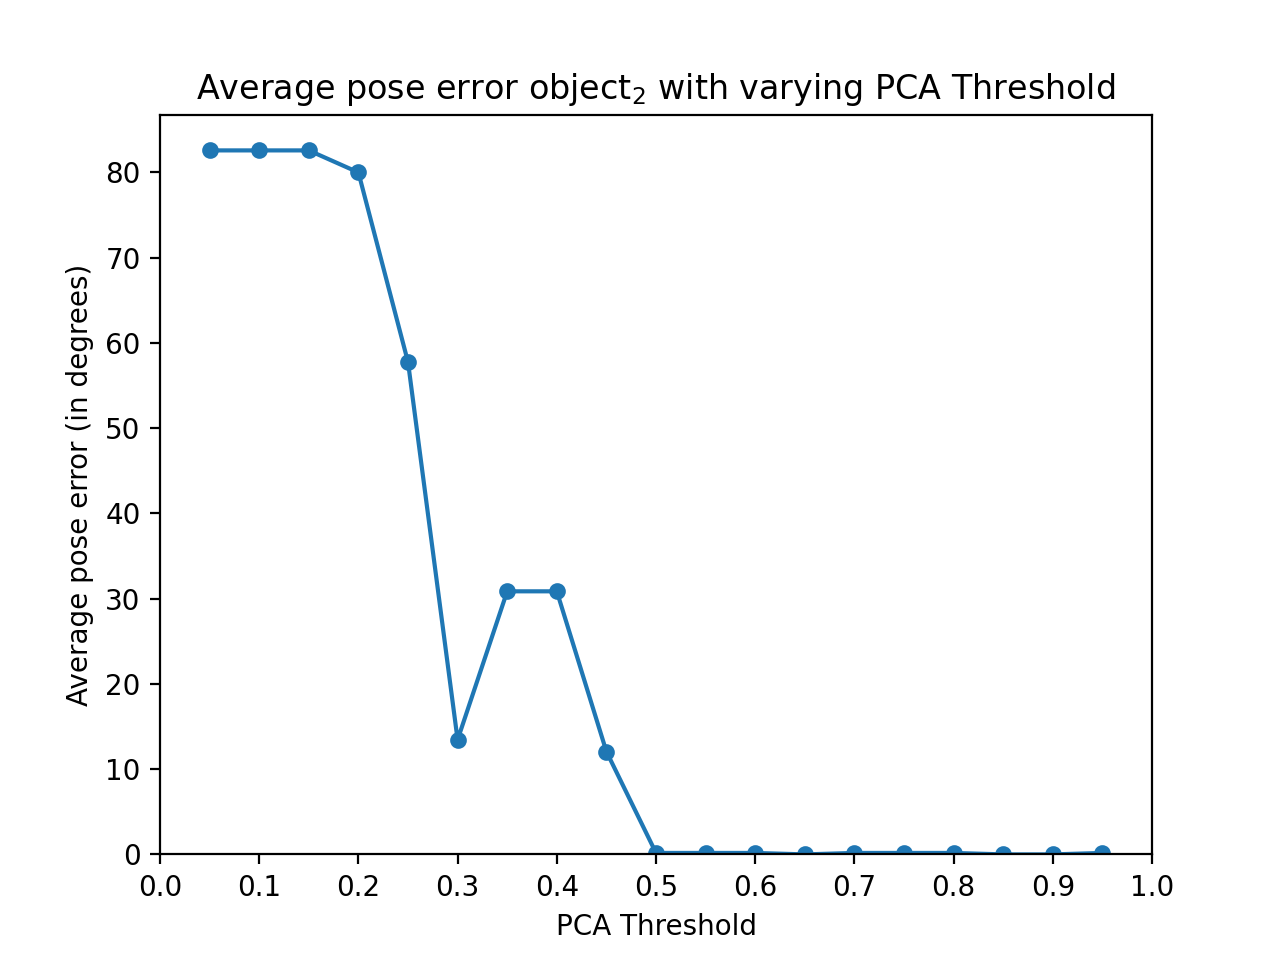 Average pose error object₂ with varying PCA Threshold
Average pose error (in degrees)
80
70
60
50
40
30
20
10
0
0.0 0.1 0.2 0.3 0.4 0.5 0.6 0.7 0.8 0.9 1.0
PCA Threshold